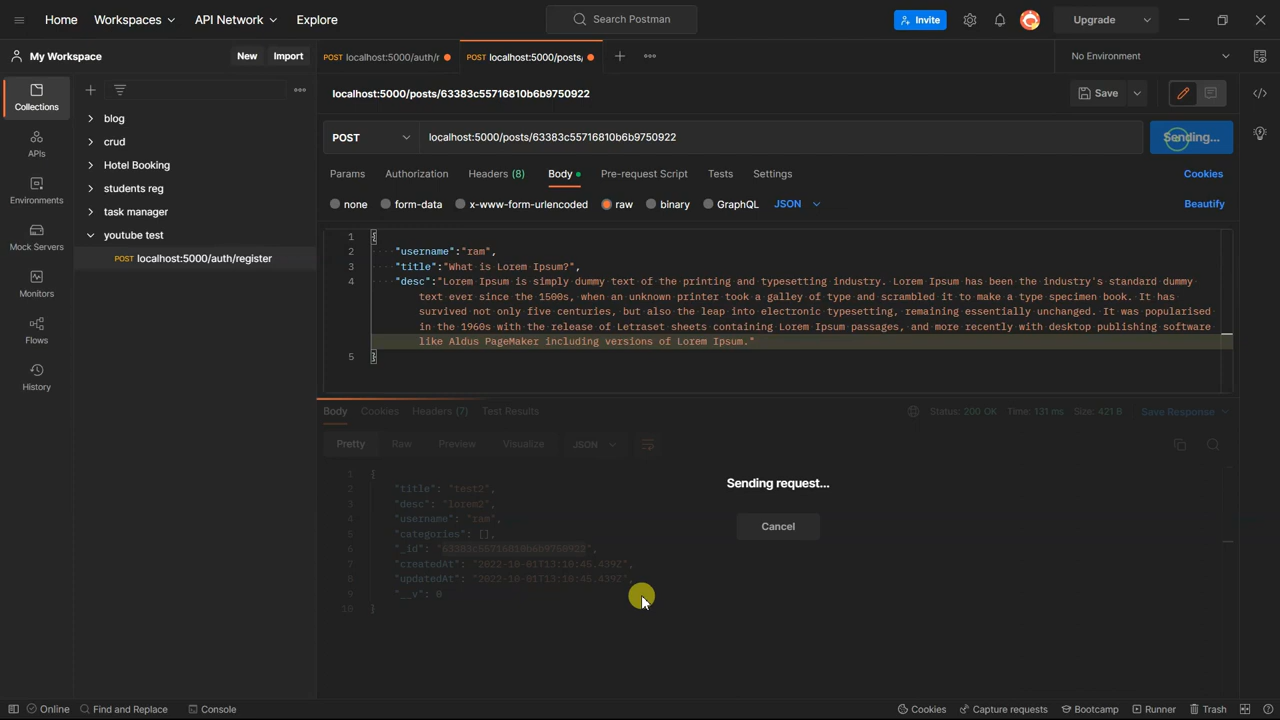 Home Workspaces API Network Explore Search Postman Invite Upgrade
My Workspace New Import POST localhost:5000/auth/r POST localhost:5000/posts/ No Environment
localhost:5000/posts/63383c55716810b6b9750922 Save
Collections
APIs
Environments
Mock Servers
Monitors
Flows
History
blog
crud
Hotel Booking
students reg
task manager
youtube test
POST localhost:5000/auth/register
POST localhost:5000/posts/63383c55716810b6b9750922 Sending...
Params Authorization Headers (8) Body Pre-request Script Tests Settings Cookies
none form-data x-www-form-urlencoded raw binary GraphQL JSON Beautify
1 {
2 "username":"ram",
3 "title":"What is Lorem Ipsum?",
4 "desc":"Lorem Ipsum is simply dummy text of the printing and typesetting industry. Lorem Ipsum has been the industry's standard dummy
text ever since the 1500s, when an unknown printer took a galley of type and scrambled it to make a type specimen book. It has
survived not only five centuries, but also the leap into electronic typesetting, remaining essentially unchanged. It was popularised
in the 1960s with the release of Letraset sheets containing Lorem Ipsum passages, and more recently with desktop publishing software
like Aldus PageMaker including versions of Lorem Ipsum."
5 }
Body Cookies Headers (7) Test Results Status: 200 OK Time: 131 ms Size: 421 B Save Response
Pretty Raw Preview Visualize JSON
1 {
2 "title": "test2",
3 "desc": "lorem2",
4 "username": "ram",
5 "categories": [],
6 "_id": "63383c55716810b6b9750922",
7 "createdAt": "2022-10-01T13:10:45.439Z",
8 "updatedAt": "2022-10-01T13:10:45.439Z",
9 "__v": 0
10 }
Sending request...
Cancel
Online Find and Replace Console Cookies Capture requests Bootcamp Runner Trash